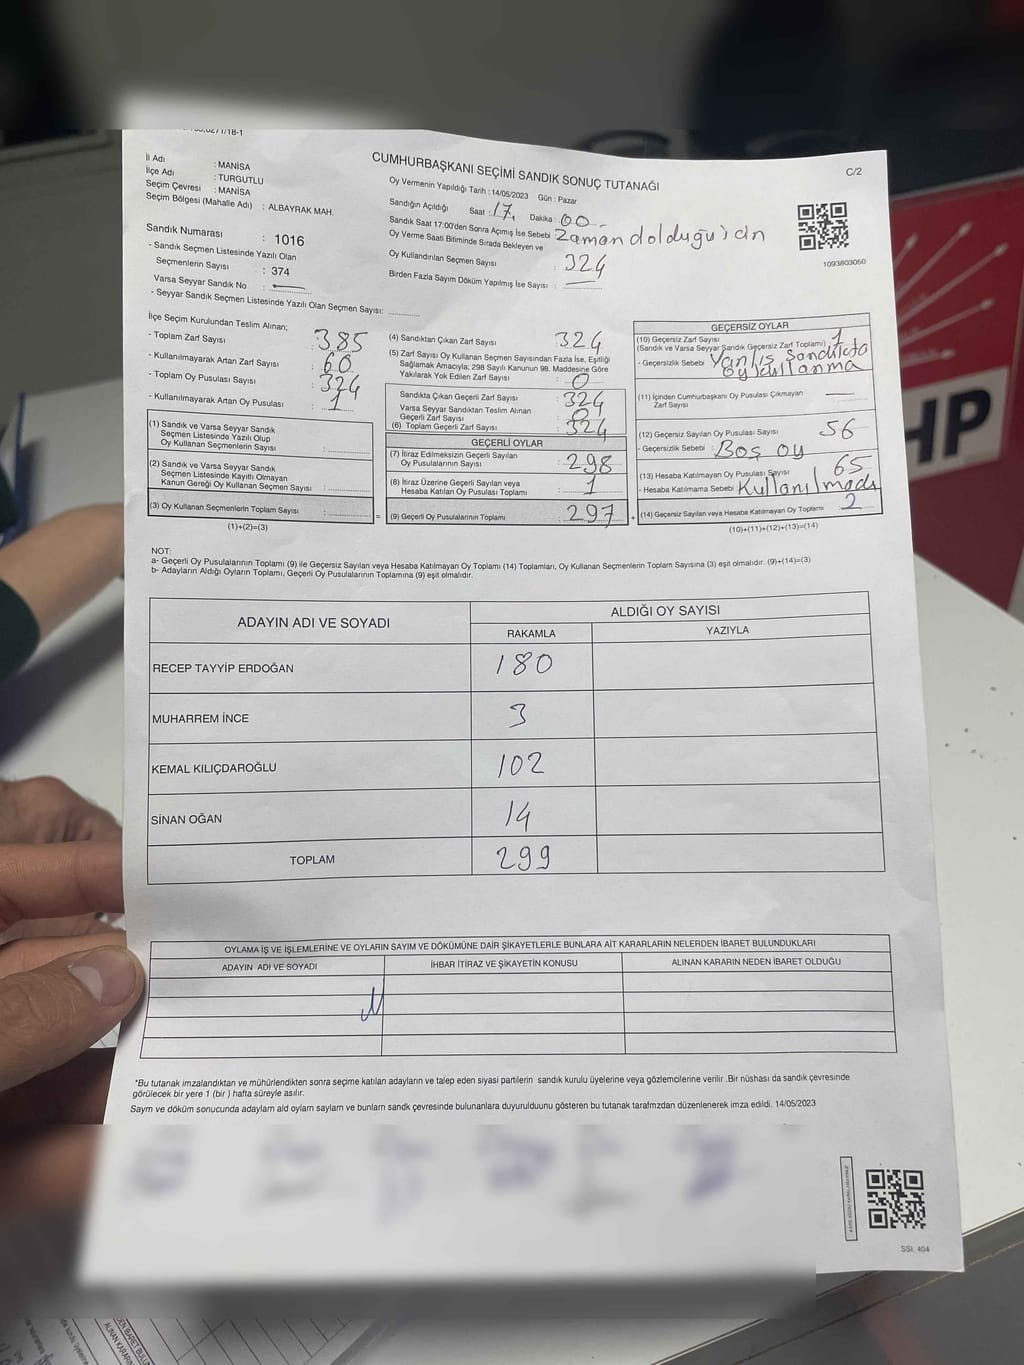 CUMHURBAŞKANI SEÇİMİ SANDIK SONUÇ TUTANAĞI
C/2
İl Adı : MANİSA
İlçe Adı : TURGUTLU
Seçim Çevresi : MANİSA
Seçim Bölgesi (Mahalle Adı) : ALBAYRAK MAH.
Sandık Numarası : 1016
- Sandık Seçmen Listesinde Yazılı Olan
Seçmenlerin Sayısı : 374
Varsa Seyyar Sandık No :
- Seyyar Sandık Seçmen Listesinde Yazılı Olan Seçmen Sayısı:
Oy Vermenin Yapıldığı Tarih : 14/05/2023 Gün : Pazar
Sandığın Açıldığı Saat : 17, Dakika : 00
Sandık Saat 17:00'den Sonra Açımış İse Sebebi Zaman dolduğu için
Oy Verme Saati Bitiminde Sırada Bekleyen ve
Oy Kullandırılan Seçmen Sayısı : 324
Birden Fazla Sayım Döküm Yapılmış İse Sayısı :
1093803050
İlçe Seçim Kurulundan Teslim Alınan;
- Toplam Zarf Sayısı : 385
- Kullanılmayarak Artan Zarf Sayısı : 60
- Toplam Oy Pusulası Sayısı : 324
- Kullanılmayarak Artan Oy Pusulası : 1
(1) Sandık ve Varsa Seyyar Sandık
Seçmen Listesinde Yazılı Olup
Oy Kullanan Seçmenlerin Sayısı :
(2) Sandık ve Varsa Seyyar Sandık
Seçmen Listesinde Kayıtlı Olmayan
Kanun Gereği Oy Kullanan Seçmen Sayısı :
(3) Oy Kullanan Seçmenlerin Toplam Sayısı :
(1)+(2)=(3)
(4) Sandıktan Çıkan Zarf Sayısı : 324
(5) Zarf Sayısı Oy Kullanan Seçmen Sayısından Fazla İse, Eşitliği
Sağlamak Amacıyla; 298 Sayılı Kanunun 98. Maddesine Göre
Yakılarak Yok Edilen Zarf Sayısı : 0
Sandıkta Çıkan Geçerli Zarf Sayısı : 324
Varsa Seyyar Sandıktan Teslim Alınan
Geçerli Zarf Sayısı : 0
(6) Toplam Geçerli Zarf Sayısı : 324
GEÇERLİ OYLAR
(7) İtiraz Edilmeksizin Geçerli Sayılan
Oy Pusulalarının Sayısı : 298
(8) İtiraz Üzerine Geçerli Sayılan veya
Hesaba Katılan Oy Pusulası Toplamı : 1
(9) Geçerli Oy Pusulalarının Toplamı : 297
GEÇERSİZ OYLAR
(10) Geçersiz Zarf Sayısı 1
(Sandık ve Varsa Seyyar Sandık Geçersiz Zarf Toplamı)
- Geçersizlik Sebebi : Yanlış Sandıkta
(11) İçinden Cumhurbaşkanı Oy Pusulası Çıkmayan
Zarf Sayısı
(12) Geçersiz Sayılan Oy Pusulası Sayısı 56
- Geçersizlik Sebebi : Boş oy
(13) Hesaba Katılmayan Oy Pusulası Sayısı 65
- Hesaba Katılmama Sebebi : Kullanılmadı
(14) Geçersiz Sayılan veya Hesaba Katılmayan Oy Toplamı 2
(10)+(11)+(12)+(13)=(14)
NOT:
a- Geçerli Oy Pusulalarının Toplamı (9) ile Geçersiz Sayılan veya Hesaba Katılmayan Oy Toplamı (14) Toplamları, Oy Kullanan Seçmenlerin Toplam Sayısına (3) eşit olmalıdır. (9)+(14)=(3)
b- Adayların Aldığı Oyların Toplamı, Geçerli Oy Pusulalarının Toplamına (9) eşit olmalıdır.
ADAYIN ADI VE SOYADI ALDIĞI OY SAYISI
RAKAMLA YAZIYLA
RECEP TAYYİP ERDOĞAN 180
MUHARREM İNCE 3
KEMAL KILIÇDAROĞLU 102
SİNAN OĞAN 14
TOPLAM 299
OYLAMA İŞ VE İŞLEMLERİNE VE OYLARIN SAYIM VE DÖKÜMÜNE DAİR ŞİKAYETLERLE BUNLARA AİT KARARLARIN NELERDEN İBARET BULUNDUKLARI
ADAYIN ADI VE SOYADI İHBAR İTİRAZ VE ŞİKAYETİN KONUSU ALINAN KARARIN NEDEN İBARET OLDUĞU
*Bu tutanak imzalandıktan ve mühürlendikten sonra seçime katılan adayların ve talep eden siyasi partilerin sandık kurulu üyelerine veya gözlemcilerine verilir .Bir nüshası da sandık çevresinde
görülecek bir yere 1 (bir ) hafta süreyle asılır.
Saym ve döküm sonucunda adaylarn ald oylarn saylarn ve bunlarn sandk çevresinde bulunanlara duyurulduunu gösteren bu tutanak tarafmzdan düzenlenerek imza edildi. 14/05/2023
SSI. 404
HP